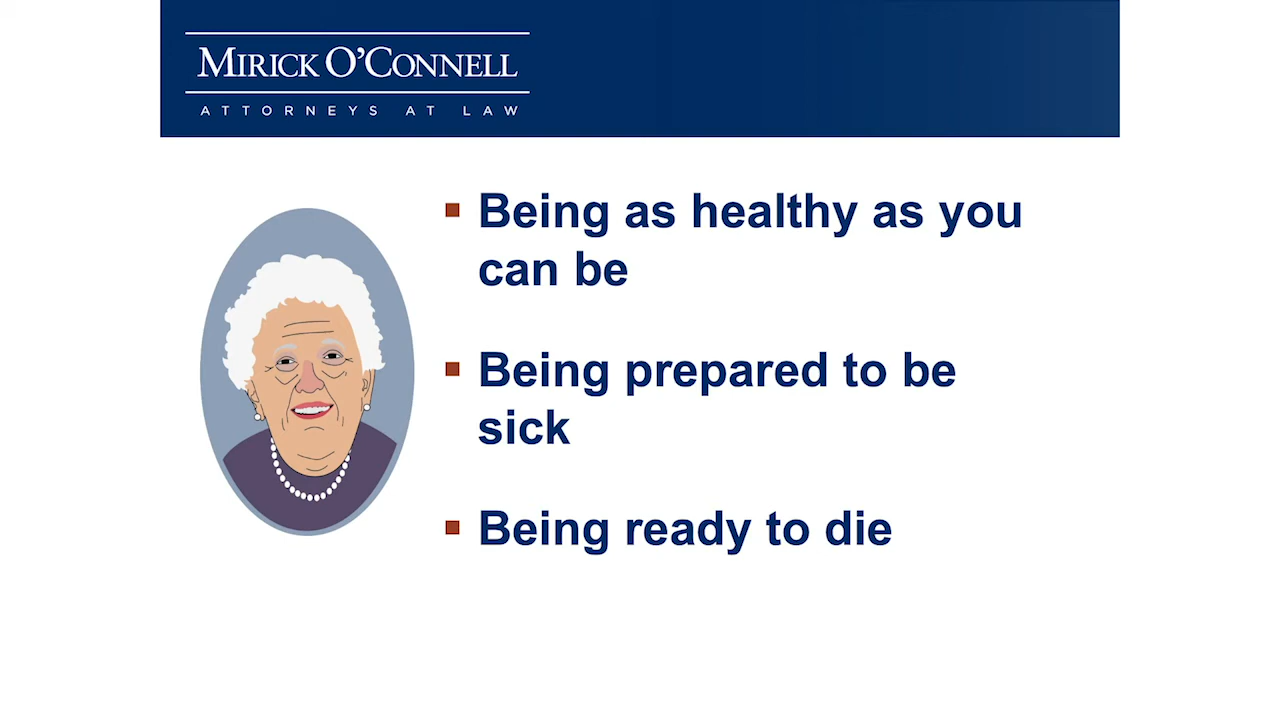 MIRICK O'CONNELL
ATTORNEYS AT LAW
Being as healthy as you
can be
Being prepared to be
sick
Being ready to die